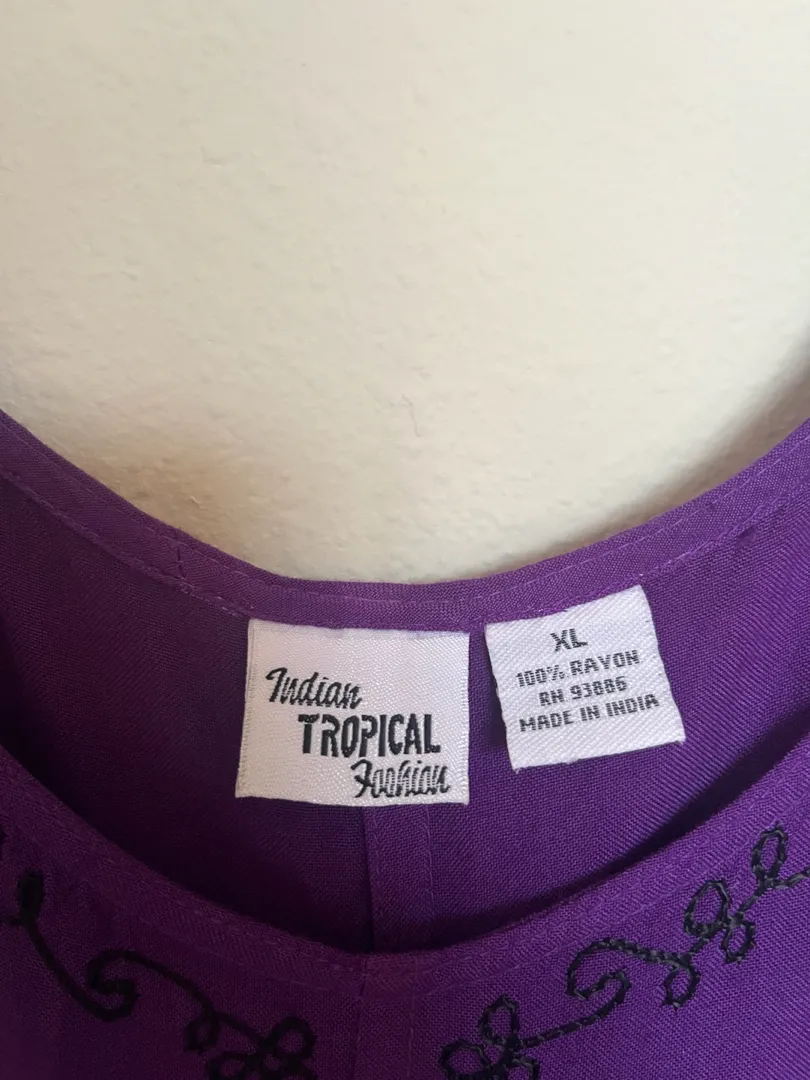 Indian
TROPICAL
Fashion
XL
100% RAYON
RN 93886
MADE IN INDIA